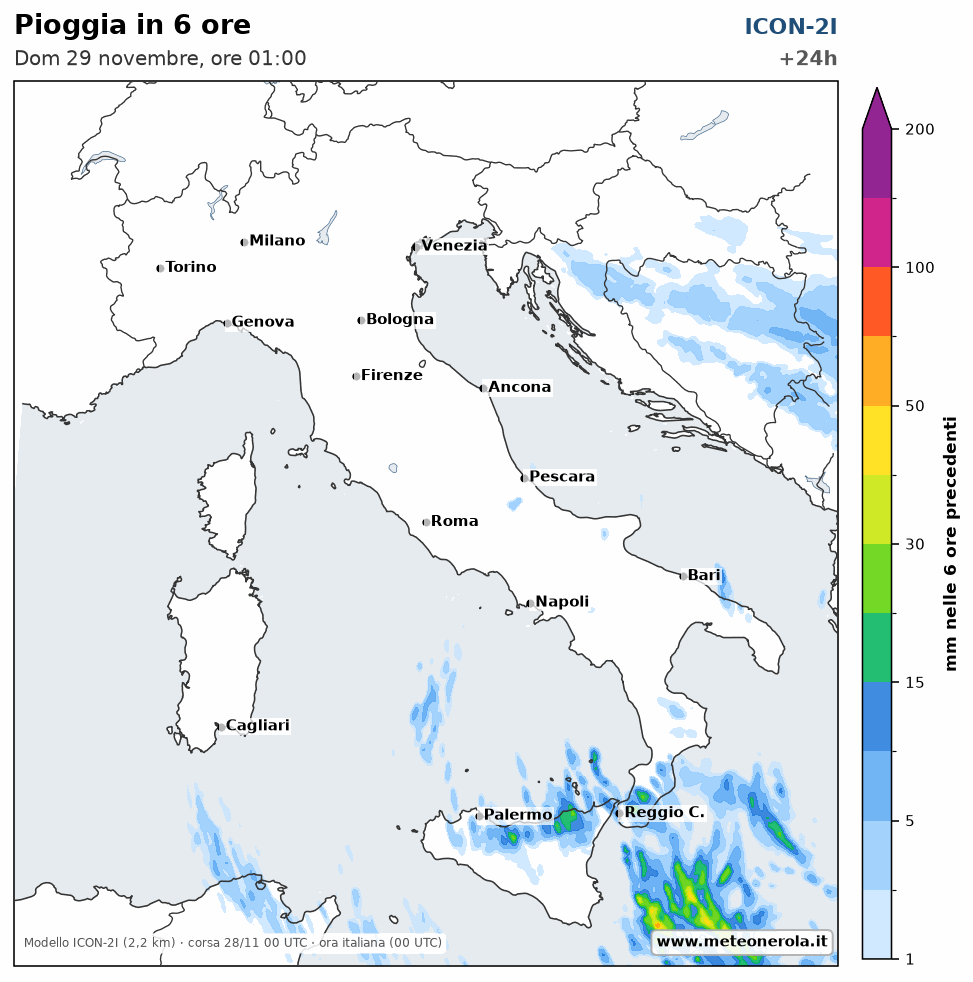 Pioggia in 6 ore
ICON-2I
Dom 29 novembre, ore 01:00
+24h
200
Milano
Venezia
Torino
100
Genova
Bologna
Firenze
Ancona
50
Pescara
Roma
30
Bari
Napoli
15
Cagliari
Palermo
Reggio C.
5
mm nelle 6 ore precedenti
Modello ICON-2I (2,2 km) · corsa 28/11 00 UTC · ora italiana (00 UTC)
www.meteonerola.it
1